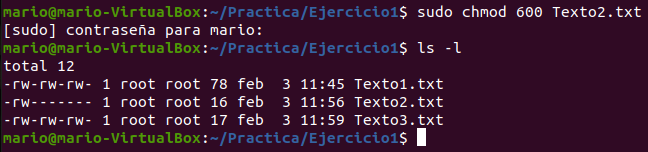 mario@mario-VirtualBox:~/Practica/Ejercicio1$ sudo chmod 600 Texto2.txt
[sudo] contraseña para mario:
mario@mario-VirtualBox:~/Practica/Ejercicio1$ ls -l
total 12
-rw-rw-rw- 1 root root 78 feb  3 11:45 Texto1.txt
-rw------- 1 root root 16 feb  3 11:56 Texto2.txt
-rw-rw-rw- 1 root root 17 feb  3 11:59 Texto3.txt
mario@mario-VirtualBox:~/Practica/Ejercicio1$